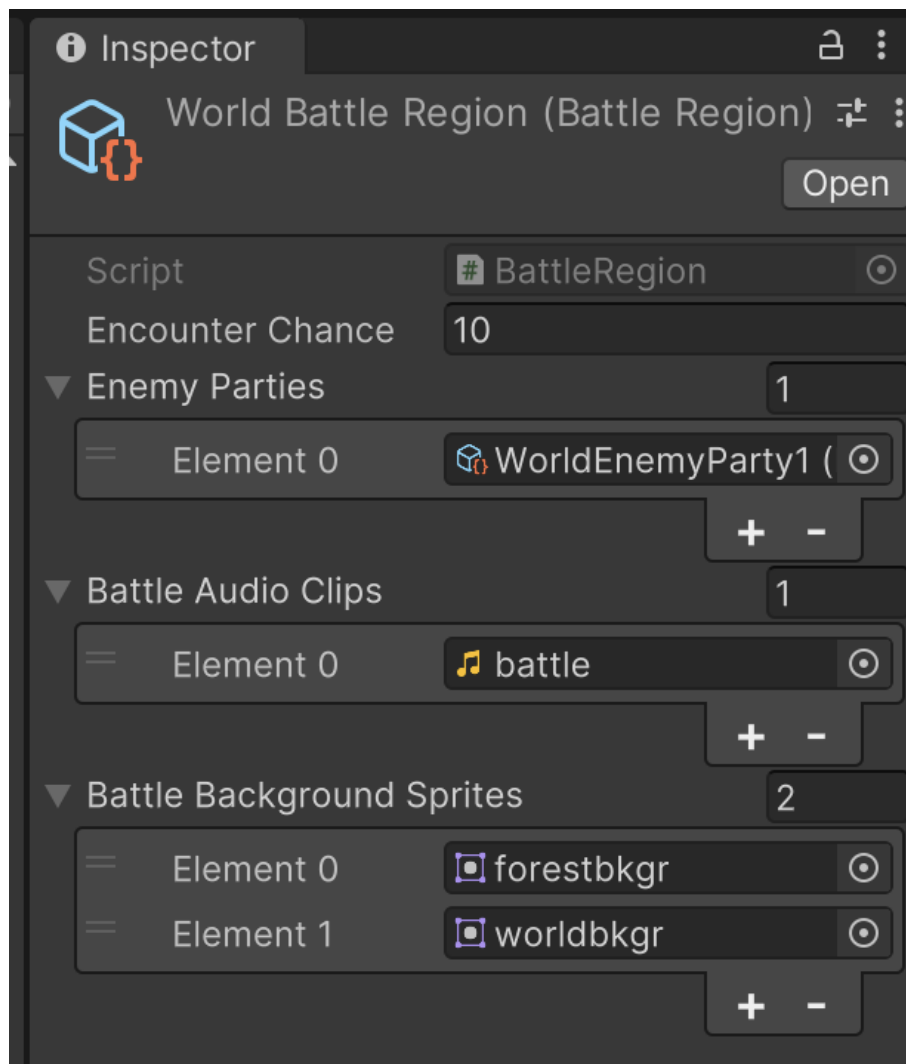 Inspector
World Battle Region (Battle Region)
Open
Script # BattleRegion
Encounter Chance 10
Enemy Parties 1
Element 0 WorldEnemyParty1 (
+ -
Battle Audio Clips 1
Element 0 battle
+ -
Battle Background Sprites 2
Element 0 forestbkgr
Element 1 worldbkgr
+ -